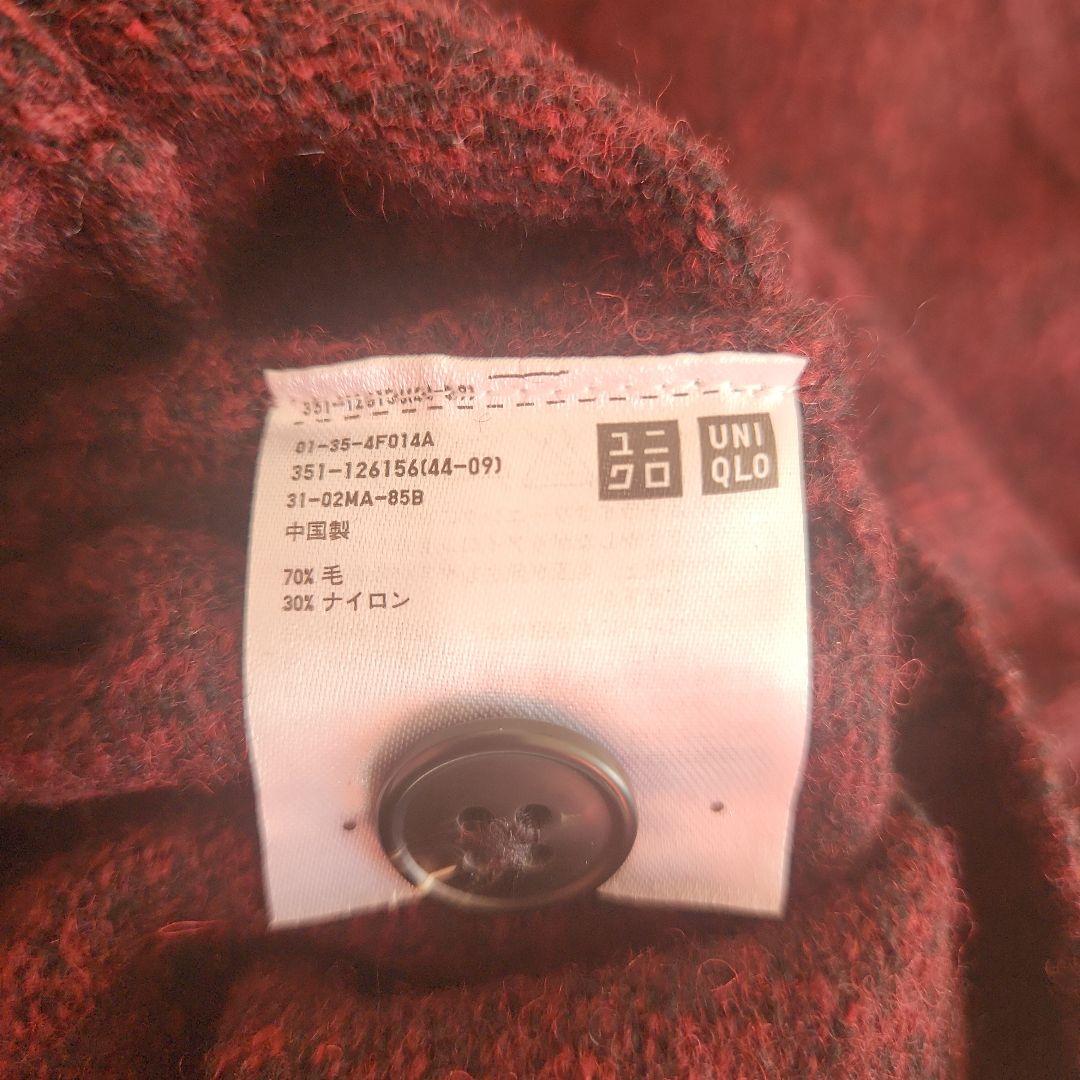 01-35-4F014A
351-126156(44-09)
31-02MA-85B
中国製
70% 毛
30% ナイロン
ユニ
クロ
UNI
QLO